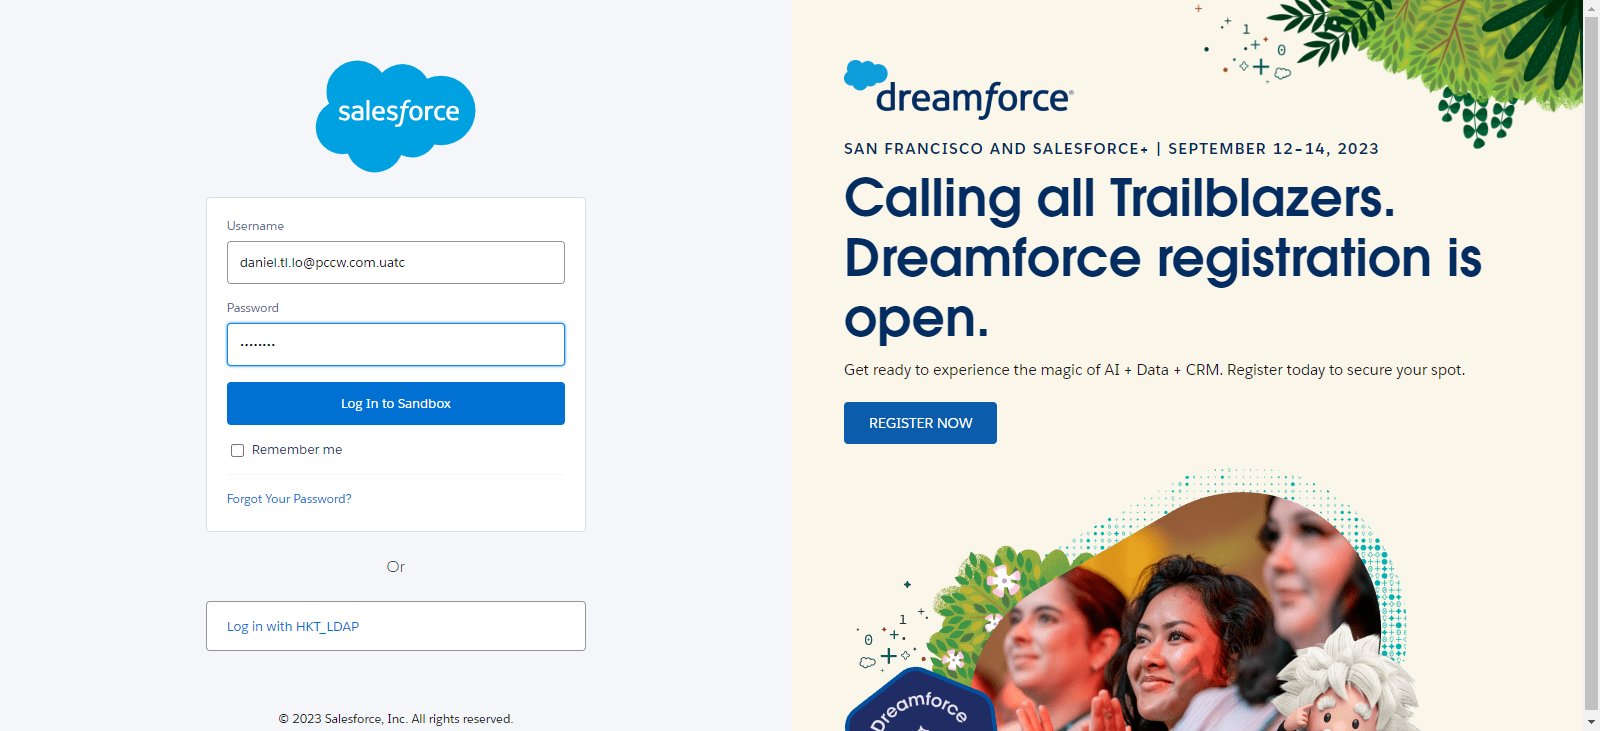 salesforce
Username
daniel.tl.lo@pccw.com.uatc
Password
········
Log In to Sandbox
Remember me
Forgot Your Password?
Or
Log in with HKT_LDAP
© 2023 Salesforce, Inc. All rights reserved.
1
0
dreamforce
SAN FRANCISCO AND SALESFORCE+ | SEPTEMBER 12–14, 2023
Calling all Trailblazers.
Dreamforce registration is
open.
Get ready to experience the magic of AI + Data + CRM. Register today to secure your spot.
REGISTER NOW
1
0
Dreamforce